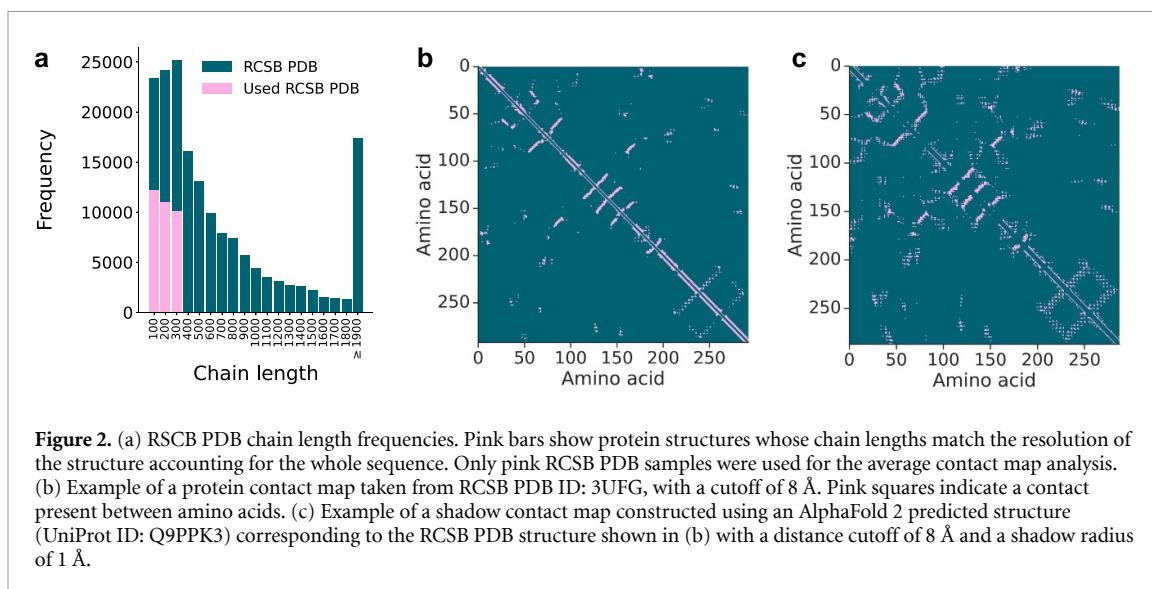 a
b
c
RCSB PDB
Used RCSB PDB
Frequency
25000
20000
15000
10000
5000
0
100
200
300
400
500
600
700
800
900
1000
1100
1200
1300
1400
1500
1600
1700
1800
≥ 1900
Chain length
Amino acid
0
50
100
150
200
250
0 50 100 150 200 250
Amino acid
Amino acid
0
50
100
150
200
250
0 50 100 150 200 250
Amino acid
Figure 2. (a) RSCB PDB chain length frequencies. Pink bars show protein structures whose chain lengths match the resolution of
the structure accounting for the whole sequence. Only pink RCSB PDB samples were used for the average contact map analysis.
(b) Example of a protein contact map taken from RCSB PDB ID: 3UFG, with a cutoff of 8 Å. Pink squares indicate a contact
present between amino acids. (c) Example of a shadow contact map constructed using an AlphaFold 2 predicted structure
(UniProt ID: Q9PPK3) corresponding to the RCSB PDB structure shown in (b) with a distance cutoff of 8 Å and a shadow radius
of 1 Å.